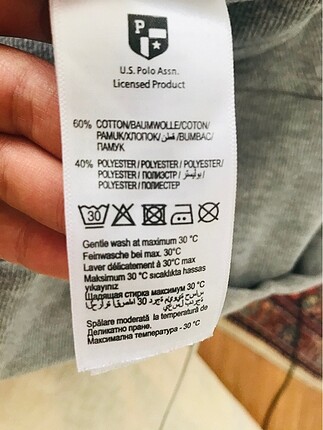 P
U.S. Polo Assn.
Licensed Product
60% COTTON/BAUMWOLLE/COTON/
PAMUK/ХЛОПОК/قطن/BUMBAC/
ПАМУК
40% POLYESTER/POLYESTER/POLYESTER/
POLYESTER/ПОЛИЭСТР/بوليستر/
POLYESTER/ПОЛИЕСТЕР
30
Gentle wash at maximum 30 °C
Feinwasche bei max. 30°C
Laver délicatement à 30°C max
Maksimum 30 °C sıcaklıkta hassas
yıkayınız
Щадящая стирка максимум 30 °C
30
Spălare moderată la temperatură de
Деликатно пране.
Максимална температура - 30 °C